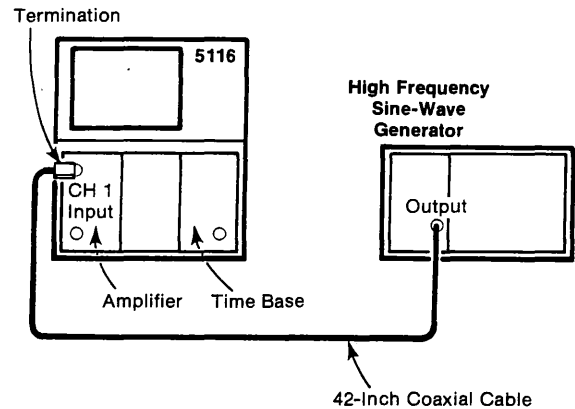 Termination
5116
High Frequency
Sine-Wave
Generator
CH 1
Input
Output
Amplifier
Time Base
42-Inch Coaxial Cable